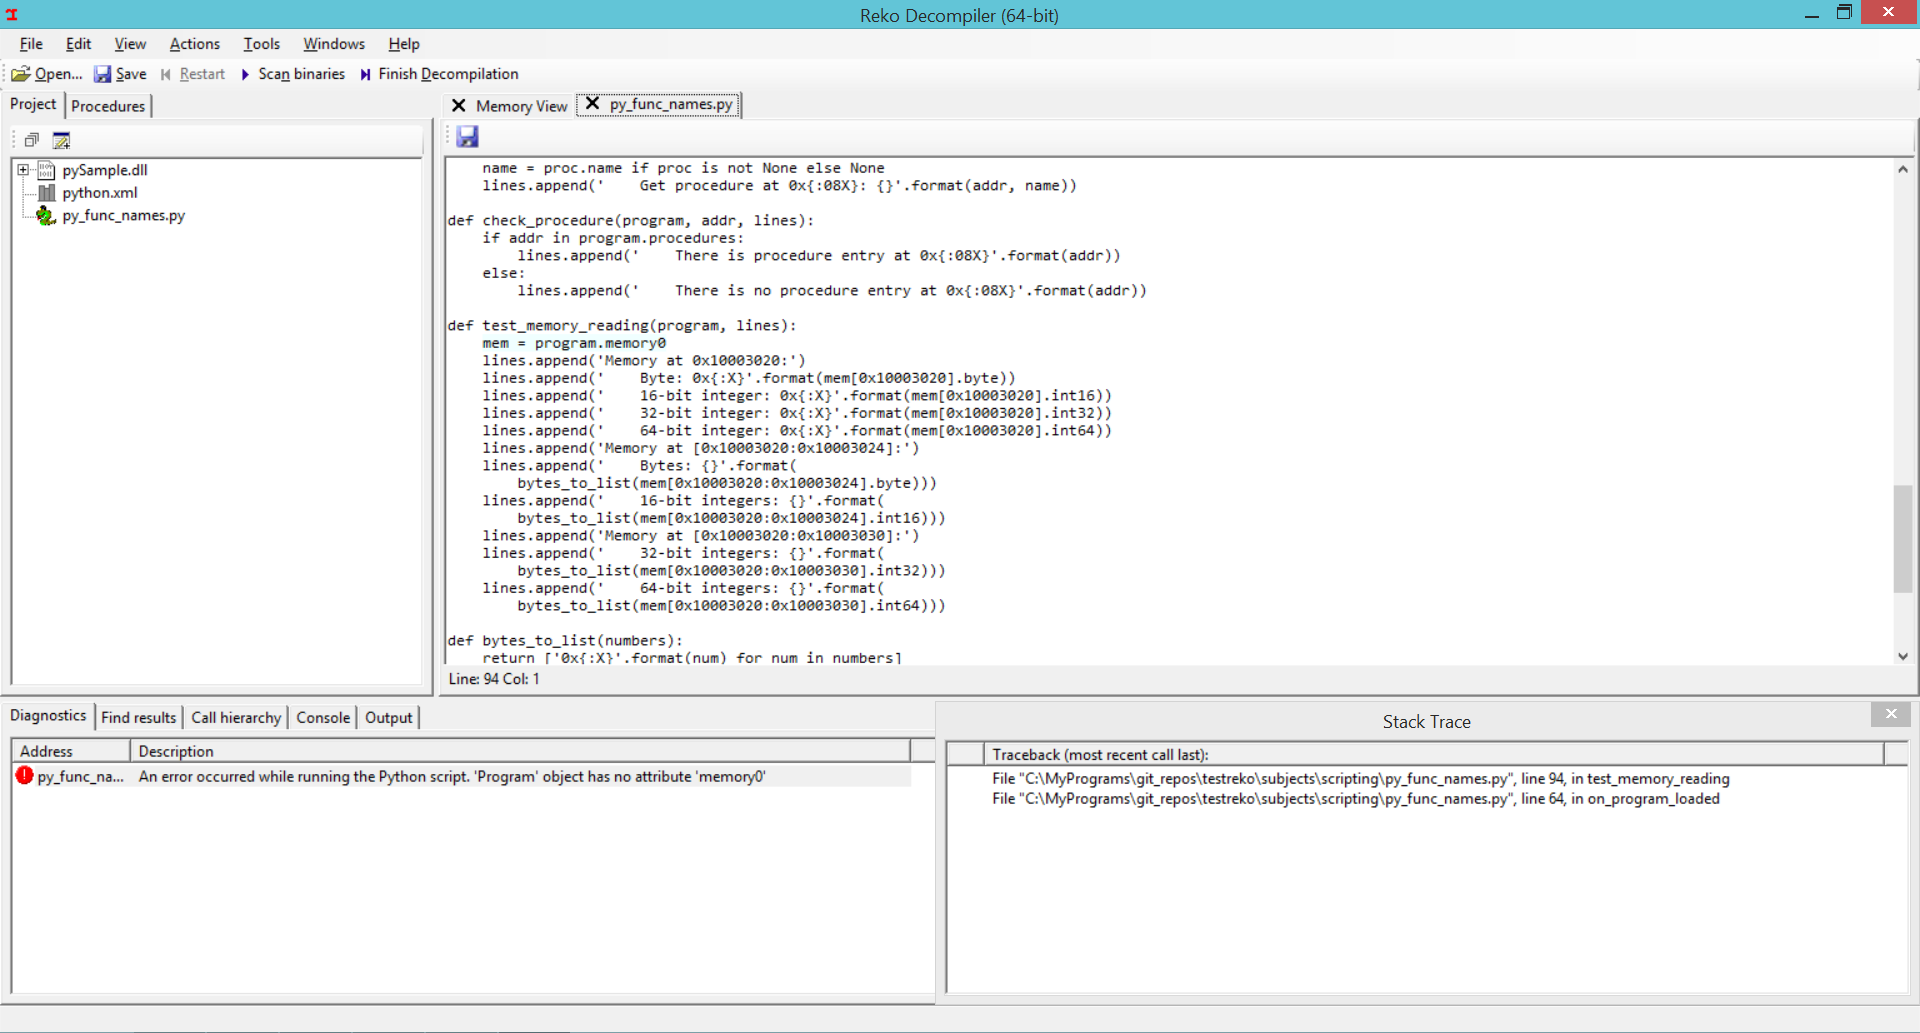 Reko Decompiler (64-bit)
File Edit View Actions Tools Windows Help
Open... Save Restart Scan binaries Finish Decompilation
Project Procedures
Memory View py_func_names.py
pySample.dll
python.xml
py_func_names.py
    name = proc.name if proc is not None else None
    lines.append('    Get procedure at 0x{:08X}: {}'.format(addr, name))
def check_procedure(program, addr, lines):
    if addr in program.procedures:
        lines.append('    There is procedure entry at 0x{:08X}'.format(addr))
    else:
        lines.append('    There is no procedure entry at 0x{:08X}'.format(addr))
def test_memory_reading(program, lines):
    mem = program.memory0
    lines.append('Memory at 0x10003020:')
    lines.append('    Byte: 0x{:X}'.format(mem[0x10003020].byte))
    lines.append('    16-bit integer: 0x{:X}'.format(mem[0x10003020].int16))
    lines.append('    32-bit integer: 0x{:X}'.format(mem[0x10003020].int32))
    lines.append('    64-bit integer: 0x{:X}'.format(mem[0x10003020].int64))
    lines.append('Memory at [0x10003020:0x10003024]:')
    lines.append('    Bytes: {}'.format(
        bytes_to_list(mem[0x10003020:0x10003024].byte)))
    lines.append('    16-bit integers: {}'.format(
        bytes_to_list(mem[0x10003020:0x10003024].int16)))
    lines.append('Memory at [0x10003020:0x10003030]:')
    lines.append('    32-bit integers: {}'.format(
        bytes_to_list(mem[0x10003020:0x10003030].int32)))
    lines.append('    64-bit integers: {}'.format(
        bytes_to_list(mem[0x10003020:0x10003030].int64)))
def bytes_to_list(numbers):
    return ['0x{:X}'.format(num) for num in numbers]
Line: 94 Col: 1
Diagnostics Find results Call hierarchy Console Output
Address Description
py_func_na... An error occurred while running the Python script. 'Program' object has no attribute 'memory0'
Stack Trace
Traceback (most recent call last):
File "C:\MyPrograms\git_repos\testreko\subjects\scripting\py_func_names.py", line 94, in test_memory_reading
File "C:\MyPrograms\git_repos\testreko\subjects\scripting\py_func_names.py", line 64, in on_program_loaded